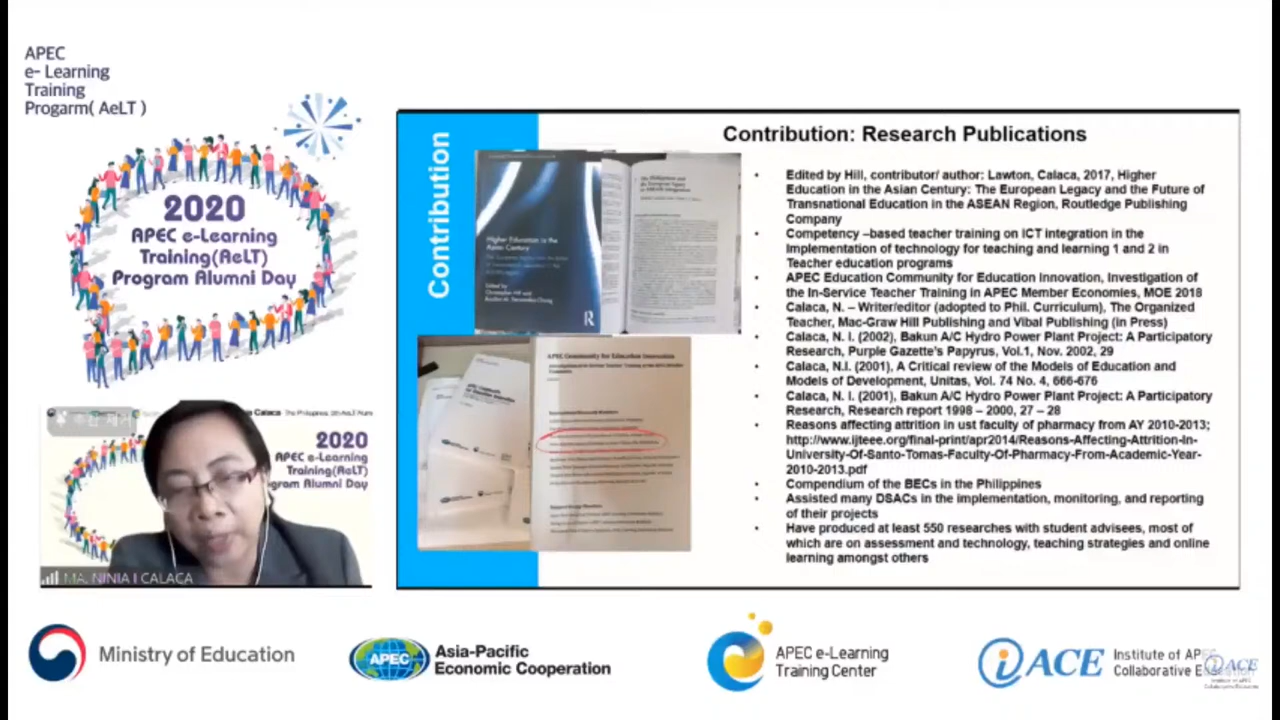 APEC
e- Learning
Training
Progarm( AeLT )
2020
APEC e-Learning
Training(AeLT)
Program Alumni Day
Calaca
The Philippines
2020
APEC e-Learning
Training(AeLT)
gram Alumni Day
MA. NINIA I CALACA
Contribution
Contribution: Research Publications
Higher Education in the
Asian Century
Edited by
R
APEC Community for Education Innovation
• Edited by Hill, contributor/ author: Lawton, Calaca, 2017, Higher
Education in the Asian Century: The European Legacy and the Future of
Transnational Education in the ASEAN Region, Routledge Publishing
Company
• Competency –based teacher training on ICT integration in the
Implementation of technology for teaching and learning 1 and 2 in
Teacher education programs
• APEC Education Community for Education Innovation, Investigation of
the In-Service Teacher Training in APEC Member Economies, MOE 2018
• Calaca, N. – Writer/editor (adopted to Phil. Curriculum), The Organized
Teacher, Mac-Graw Hill Publishing and Vibal Publishing (in Press)
• Calaca, N. I. (2002), Bakun A/C Hydro Power Plant Project: A Participatory
Research, Purple Gazette's Papyrus, Vol.1, Nov. 2002, 29
• Calaca, N.I. (2001), A Critical review of the Models of Education and
Models of Development, Unitas, Vol. 74 No. 4, 666-676
• Calaca, N. I. (2001), Bakun A/C Hydro Power Plant Project: A Participatory
Research, Research report 1998 – 2000, 27 – 28
• Reasons affecting attrition in ust faculty of pharmacy from AY 2010-2013;
http://www.ijteee.org/final-print/apr2014/Reasons-Affecting-Attrition-In-
University-Of-Santo-Tomas-Faculty-Of-Pharmacy-From-Academic-Year-
2010-2013.pdf
• Compendium of the BECs in the Philippines
• Assisted many DSACs in the implementation, monitoring, and reporting
of their projects
• Have produced at least 550 researches with student advisees, most of
which are on assessment and technology, teaching strategies and online
learning amongst others
Ministry of Education
APEC
Asia-Pacific
Economic Cooperation
APEC e-Learning
Training Center
iACE
Institute of AP
Collaborative E
iACE